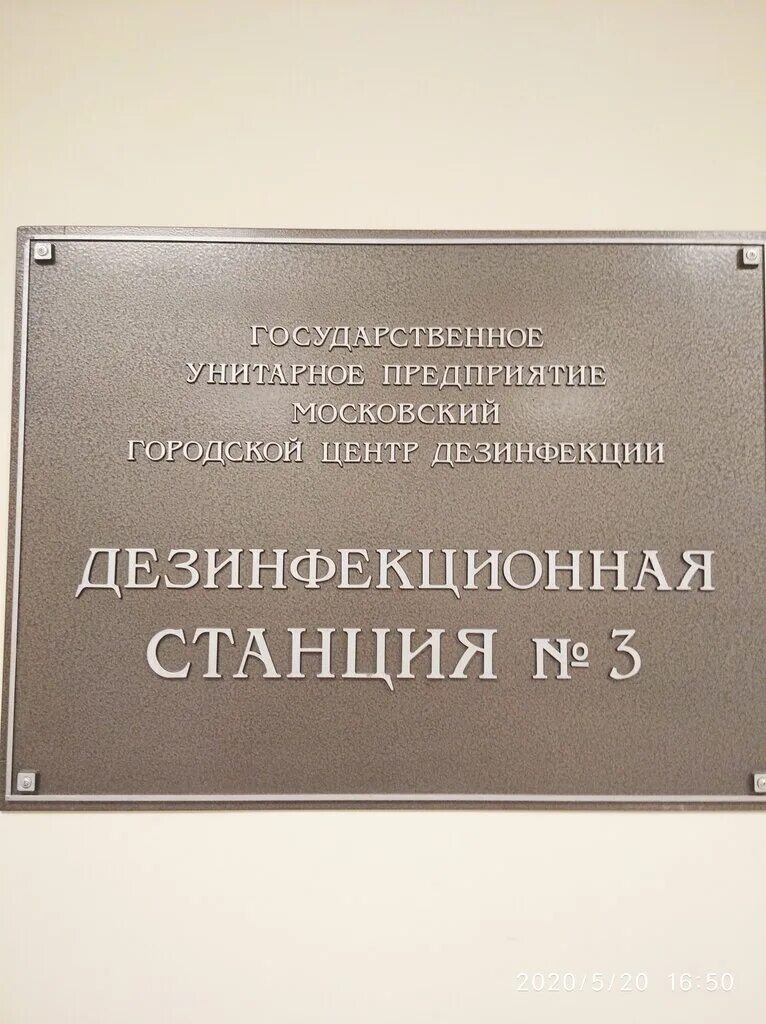 ГОСУДАРСТВЕННОЕ
УНИТАРНОЕ ПРЕДПРИЯТИЕ
МОСКОВСКИЙ
ГОРОДСКОЙ ЦЕНТР ДЕЗИНФЕКЦИИ
ДЕЗИНФЕКЦИОННАЯ
СТАНЦИЯ № 3
2020/5/20 16:50